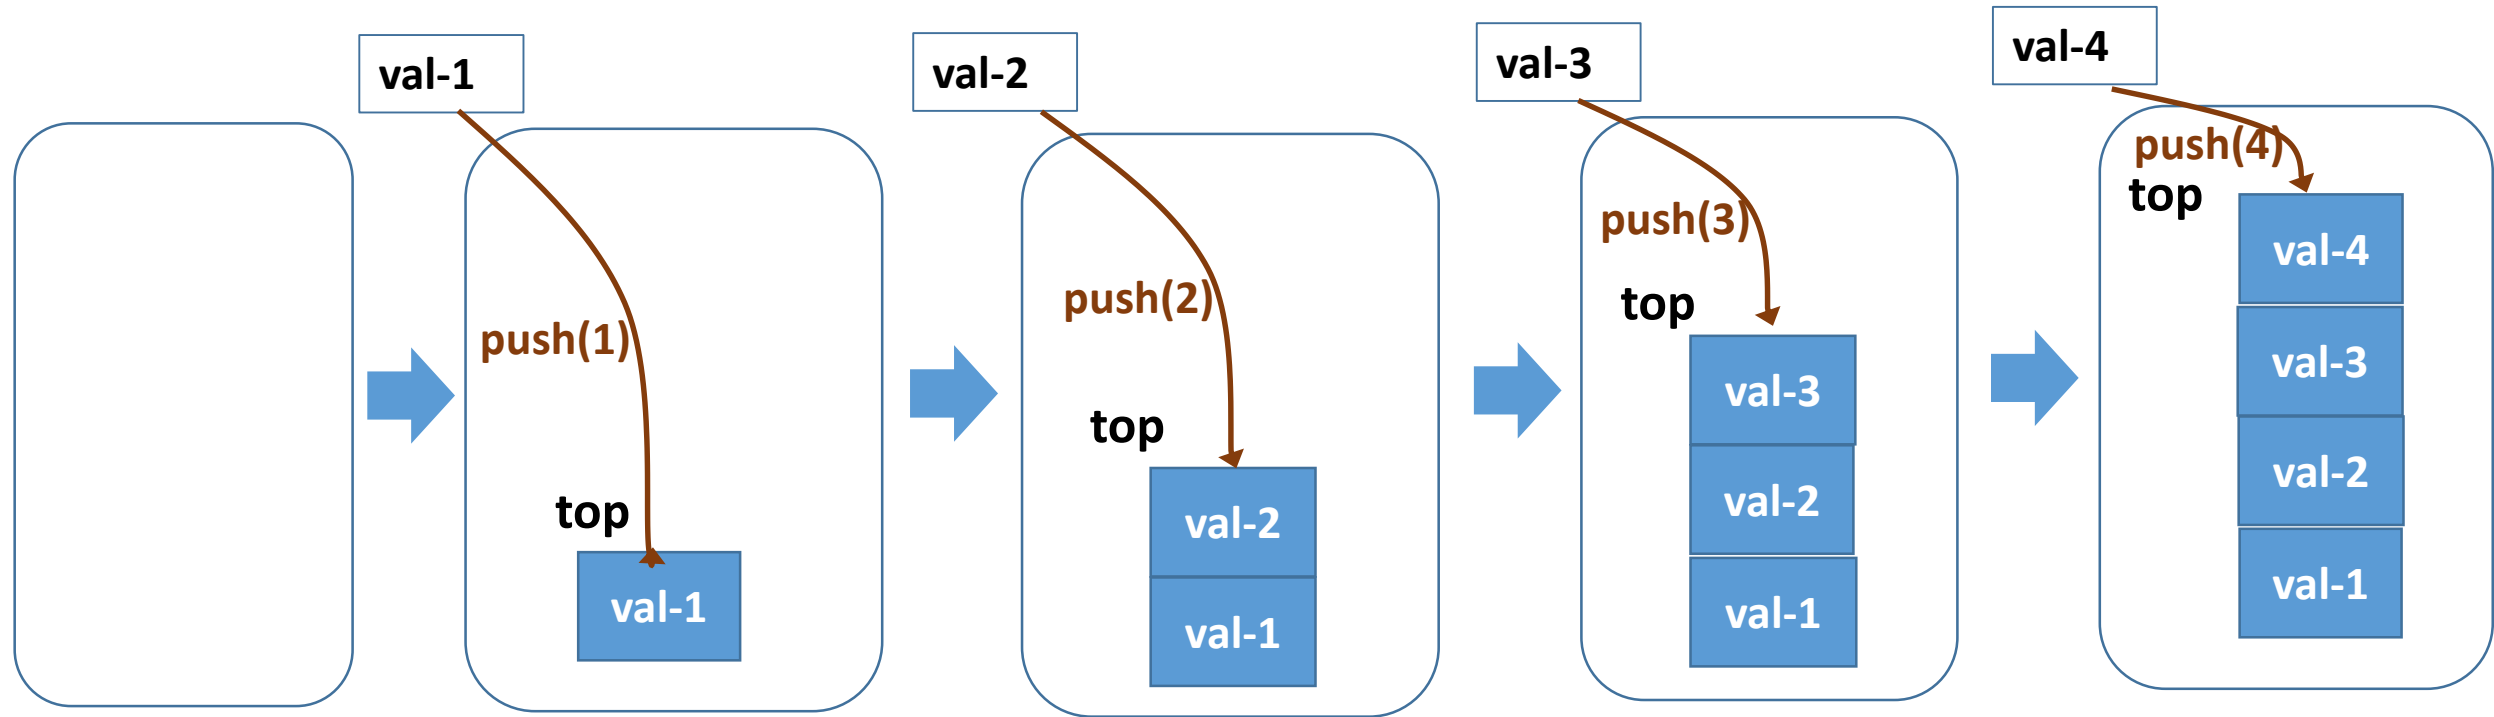 val-1
push(1)
top
val-1
val-2
push(2)
top
val-2
val-1
val-3
push(3)
top
val-3
val-2
val-1
val-4
push(4)
top
val-4
val-3
val-2
val-1